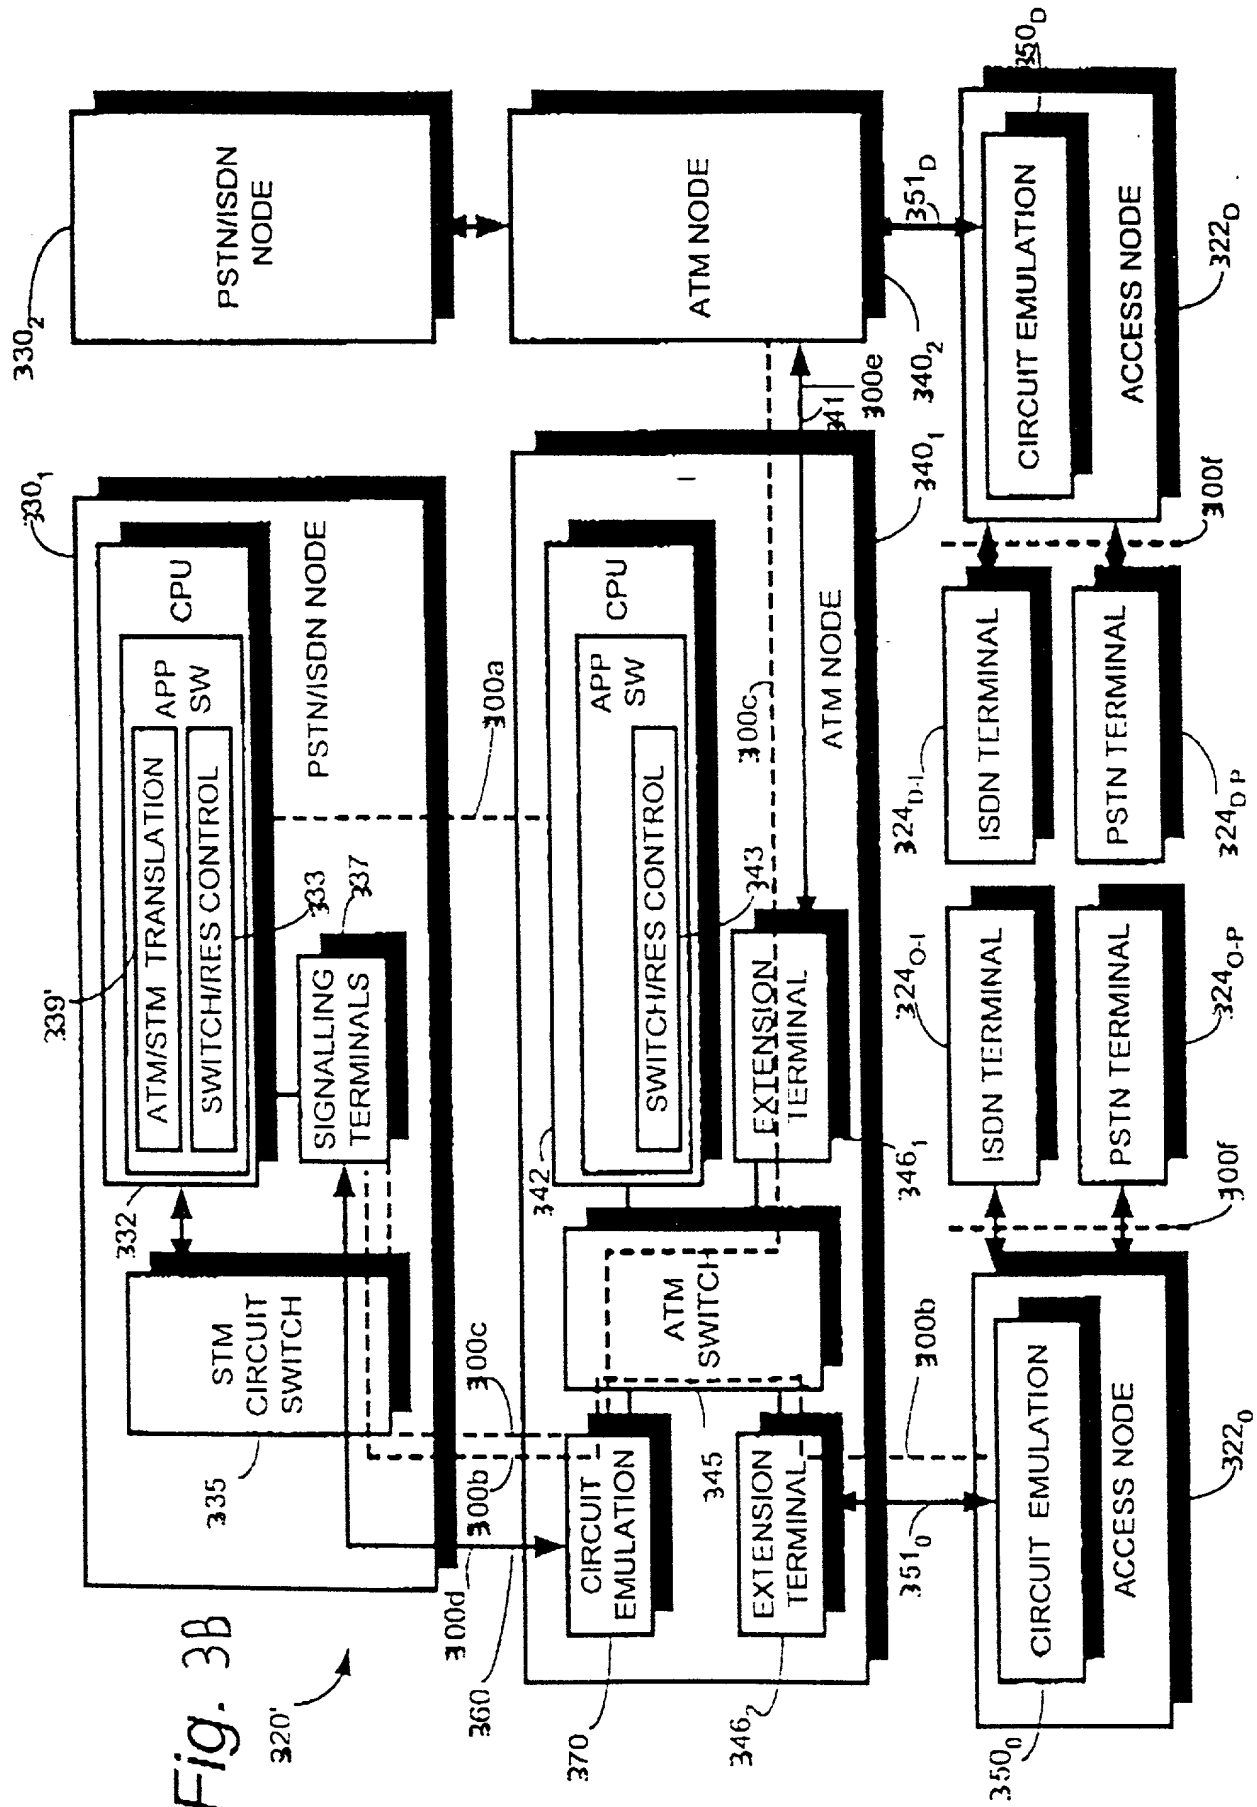 Fig. 3B
320'
330₁
330₂
339'
332
335
333
337
ATM/STM TRANSLATION
SWITCH/RES CONTROL
APP
SW
CPU
PSTN/ISDN NODE
STM
CIRCUIT
SWITCH
SIGNALLING
TERMINALS
PSTN/ISDN
NODE
300a
300c
300b
300d
360
342
SWITCH/RES CONTROL
APP
SW
CPU
343
300c
ATM NODE
ATM
SWITCH
345
CIRCUIT
EMULATION
370
EXTENSION
TERMINAL
346₂
EXTENSION
TERMINAL
346₁
341
300e
340₁
340₂
ATM NODE
351_D
350_D
CIRCUIT EMULATION
ACCESS NODE
322_D
300f
324_D-I
ISDN TERMINAL
PSTN TERMINAL
324_D-P
324_O-I
ISDN TERMINAL
PSTN TERMINAL
324_O-P
300f
300b
351₀
CIRCUIT EMULATION
ACCESS NODE
350₀
322₀